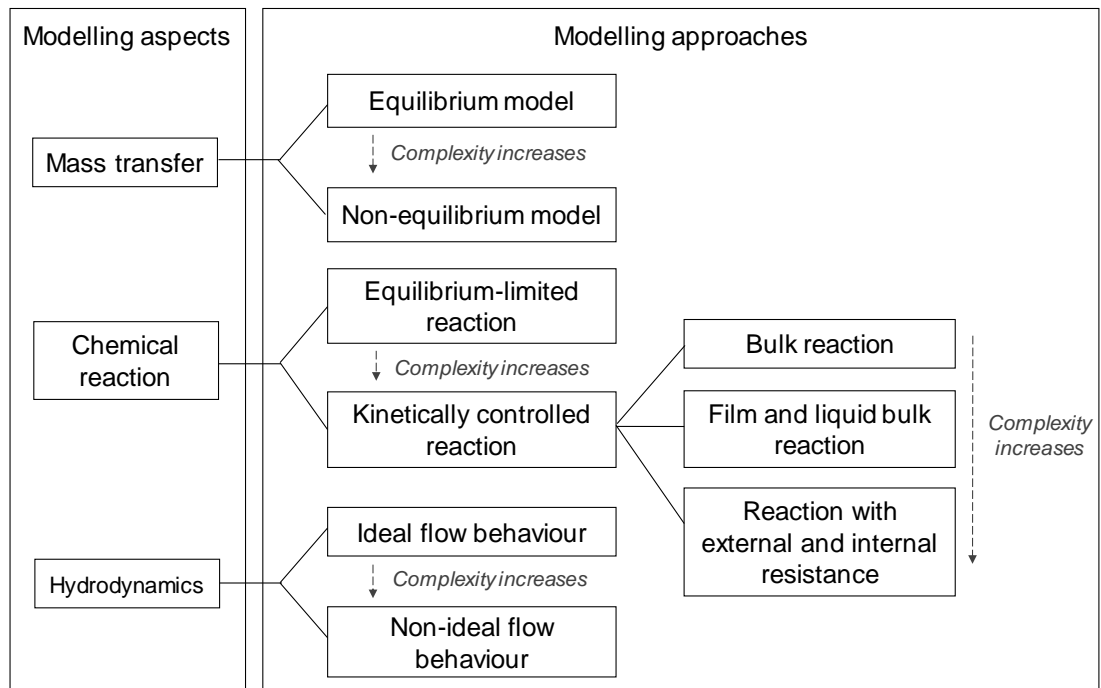 Modelling aspects
Modelling approaches
Mass transfer
Equilibrium model
Complexity increases
Non-equilibrium model
Chemical
reaction
Equilibrium-limited
reaction
Complexity increases
Kinetically controlled
reaction
Bulk reaction
Film and liquid bulk
reaction
Reaction with
external and internal
resistance
Complexity
increases
Hydrodynamics
Ideal flow behaviour
Complexity increases
Non-ideal flow
behaviour